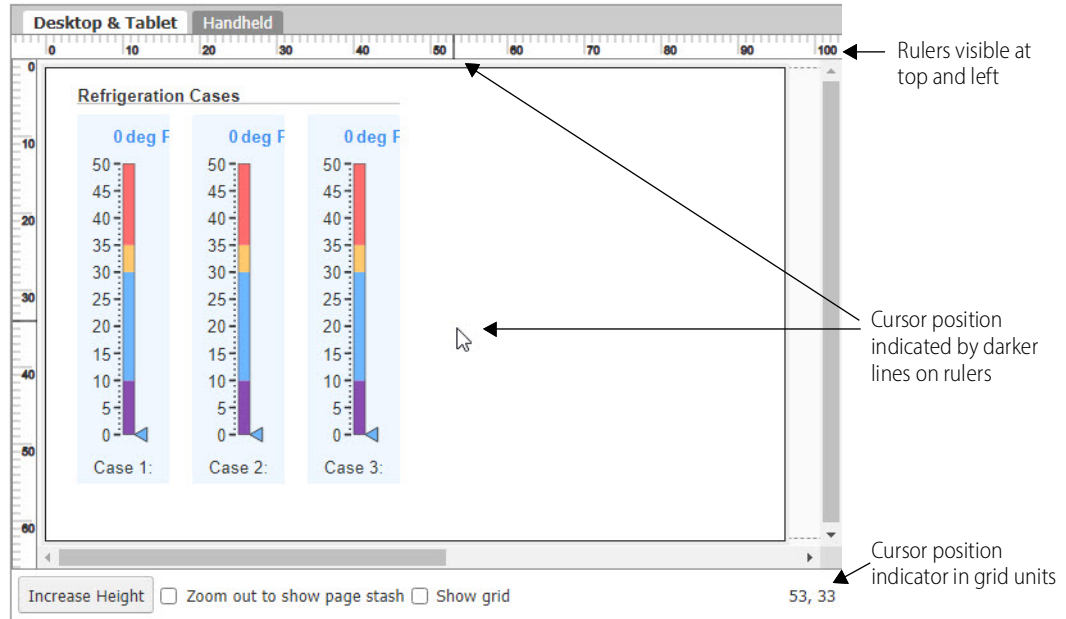 Desktop & Tablet Handheld
0 10 20 30 40 50 60 70 80 90 100
Rulers visible at
top and left
0
10
20
30
40
50
60
Refrigeration Cases
0 deg F 0 deg F 0 deg F
50 50 50
45 45 45
40 40 40
35 35 35
30 30 30
25 25 25
20 20 20
15 15 15
10 10 10
5 5 5
0 0 0
Case 1: Case 2: Case 3:
Cursor position
indicated by darker
lines on rulers
Cursor position
indicator in grid units
Increase Height Zoom out to show page stash Show grid 53, 33